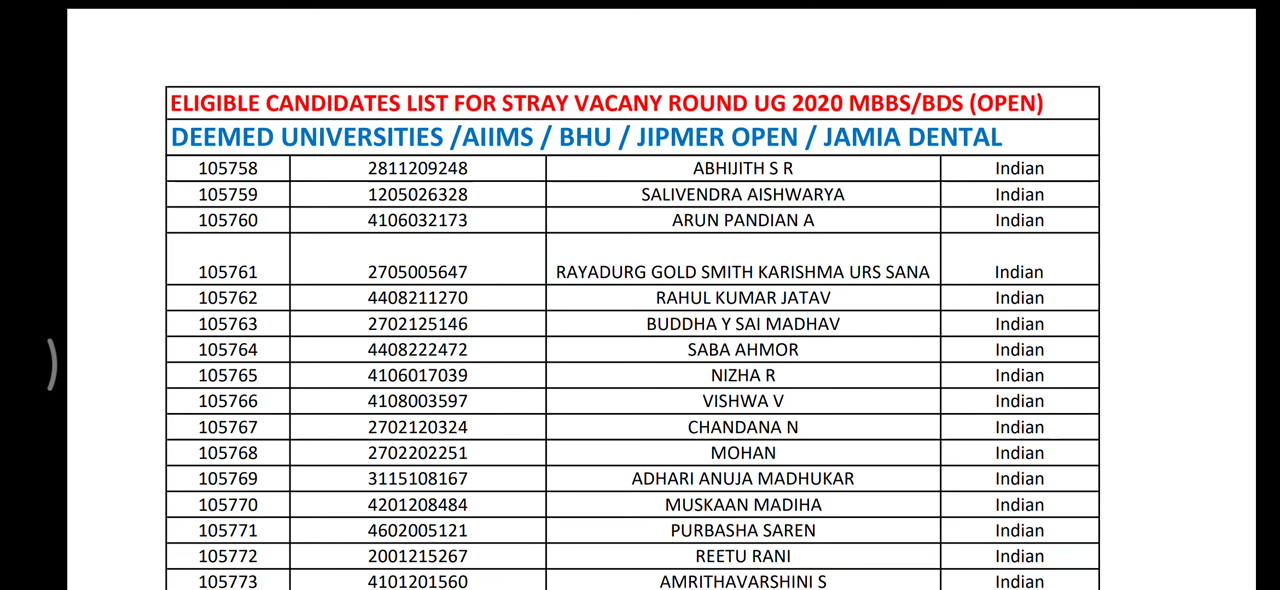 ELIGIBLE CANDIDATES LIST FOR STRAY VACANY ROUND UG 2020 MBBS/BDS (OPEN)
DEEMED UNIVERSITIES /AIIMS / BHU / JIPMER OPEN / JAMIA DENTAL
105758 2811209248 ABHIJITH S R Indian
105759 1205026328 SALIVENDRA AISHWARYA Indian
105760 4106032173 ARUN PANDIAN A Indian
105761 2705005647 RAYADURG GOLD SMITH KARISHMA URS SANA Indian
105762 4408211270 RAHUL KUMAR JATAV Indian
105763 2702125146 BUDDHA Y SAI MADHAV Indian
105764 4408222472 SABA AHMOR Indian
105765 4106017039 NIZHA R Indian
105766 4108003597 VISHWA V Indian
105767 2702120324 CHANDANA N Indian
105768 2702202251 MOHAN Indian
105769 3115108167 ADHARI ANUJA MADHUKAR Indian
105770 4201208484 MUSKAAN MADIHA Indian
105771 4602005121 PURBASHA SAREN Indian
105772 2001215267 REETU RANI Indian
105773 4101201560 AMRITHAVARSHINI S Indian